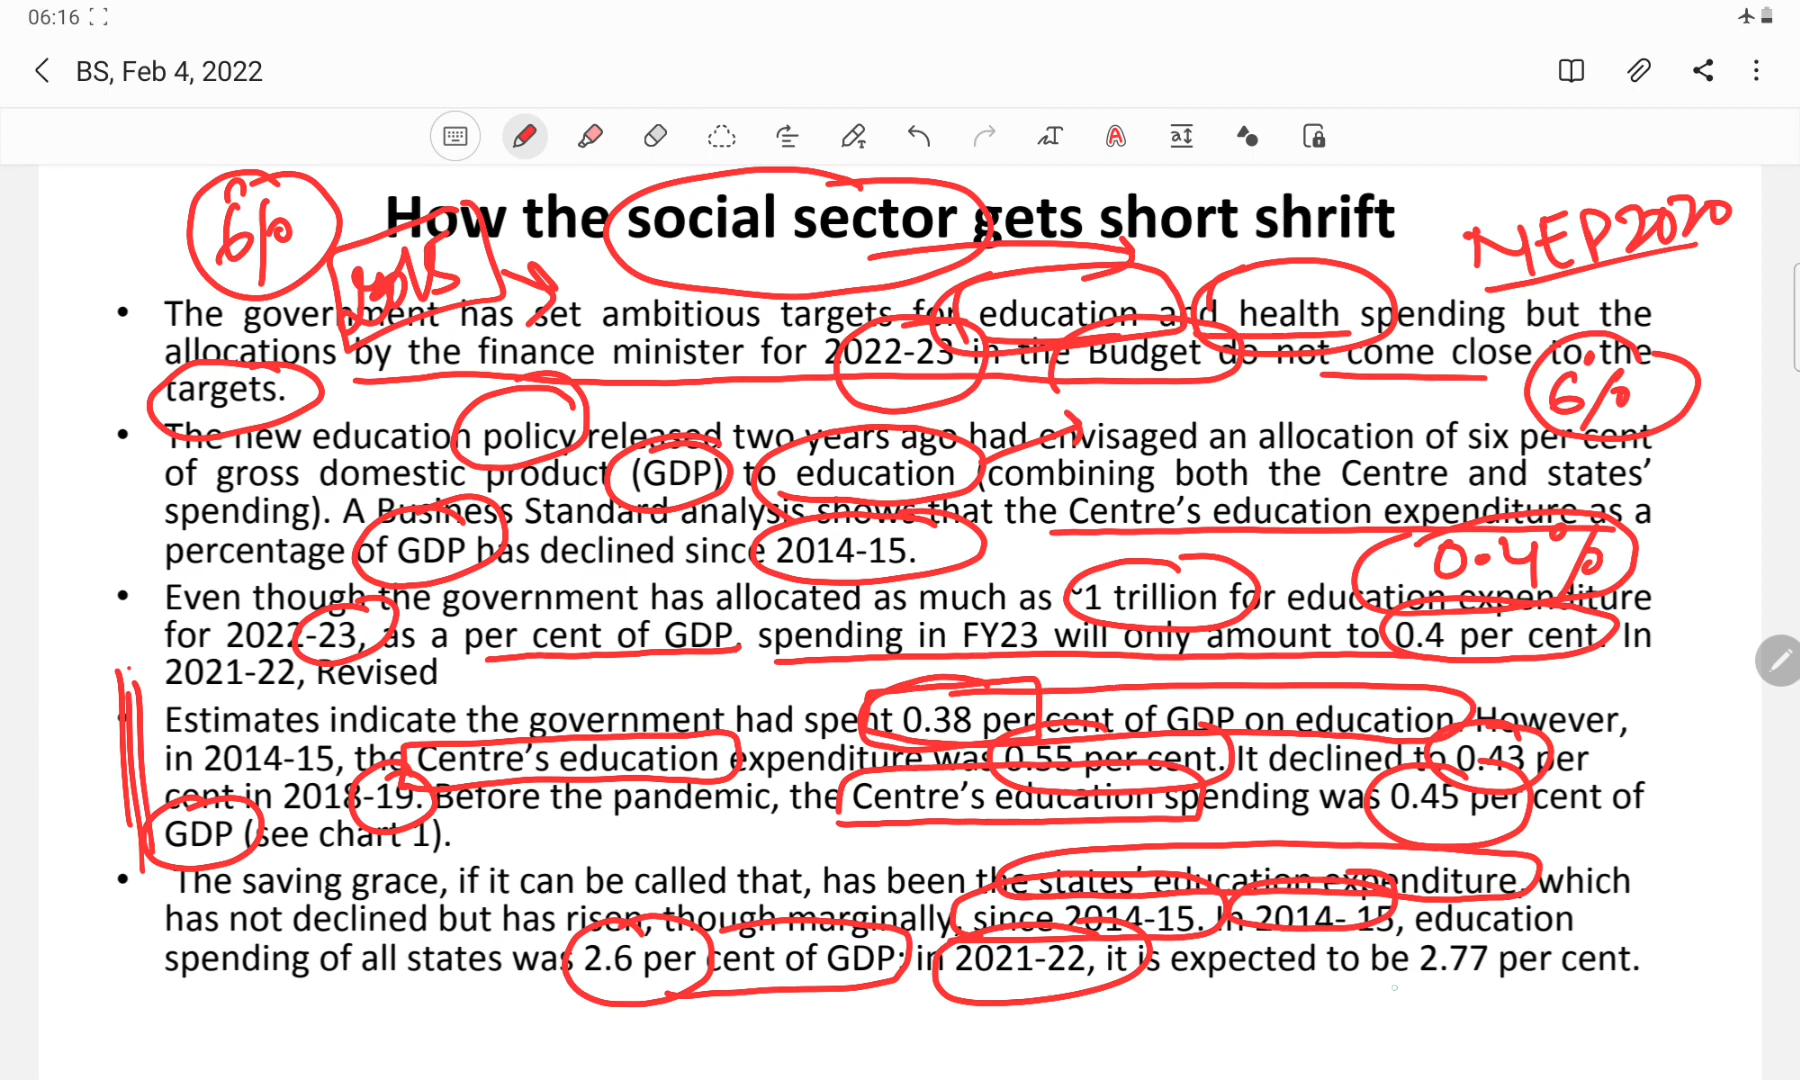 06:16
BS, Feb 4, 2022
6%
How the social sector gets short shrift
NEP2020
• The government has set ambitious targets for education and health spending but the
allocations by the finance minister for 2022-23 in the Budget do not come close to the
targets.
6%
• The new education policy released two years ago had envisaged an allocation of six per cent
of gross domestic product (GDP) to education (combining both the Centre and states’
spending). A Business Standard analysis shows that the Centre’s education expenditure as a
percentage of GDP has declined since 2014-15.
0.4%
• Even though the government has allocated as much as ~1 trillion for education expenditure
for 2022-23, as a per cent of GDP, spending in FY23 will only amount to 0.4 per cent. In
2021-22, Revised
• Estimates indicate the government had spent 0.38 per cent of GDP on education. However,
in 2014-15, the Centre’s education expenditure was 0.55 per cent. It declined to 0.43 per
cent in 2018-19. Before the pandemic, the Centre’s education spending was 0.45 per cent of
GDP (see chart 1).
• The saving grace, if it can be called that, has been the states’ education expenditure, which
has not declined but has risen, though marginally, since 2014-15. In 2014- 15, education
spending of all states was 2.6 per cent of GDP; in 2021-22, it is expected to be 2.77 per cent.